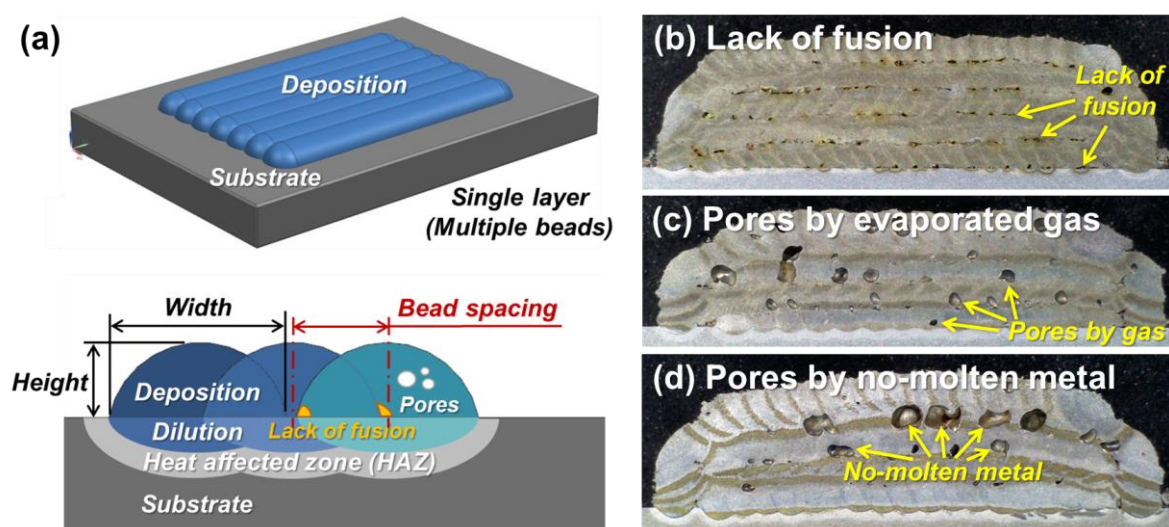 (a)
Deposition
Substrate
Single layer
(Multiple beads)
Width
Bead spacing
Height
Deposition
Pores
Dilution
Lack of fusion
Heat affected zone (HAZ)
Substrate
(b) Lack of fusion
Lack of
fusion
(c) Pores by evaporated gas
Pores by gas
(d) Pores by no-molten metal
No-molten metal